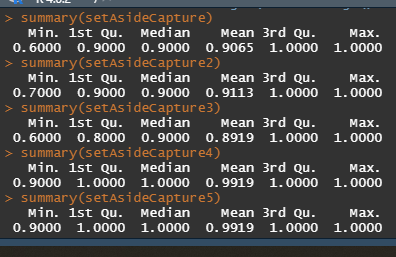 > summary(setAsideCapture)
Min. 1st Qu. Median Mean 3rd Qu. Max.
0.6000 0.9000 0.9000 0.9065 1.0000 1.0000
> summary(setAsideCapture2)
Min. 1st Qu. Median Mean 3rd Qu. Max.
0.7000 0.9000 0.9000 0.9113 1.0000 1.0000
> summary(setAsideCapture3)
Min. 1st Qu. Median Mean 3rd Qu. Max.
0.6000 0.8000 0.9000 0.8919 1.0000 1.0000
> summary(setAsideCapture4)
Min. 1st Qu. Median Mean 3rd Qu. Max.
0.9000 1.0000 1.0000 0.9919 1.0000 1.0000
> summary(setAsideCapture5)
Min. 1st Qu. Median Mean 3rd Qu. Max.
0.9000 1.0000 1.0000 0.9919 1.0000 1.0000